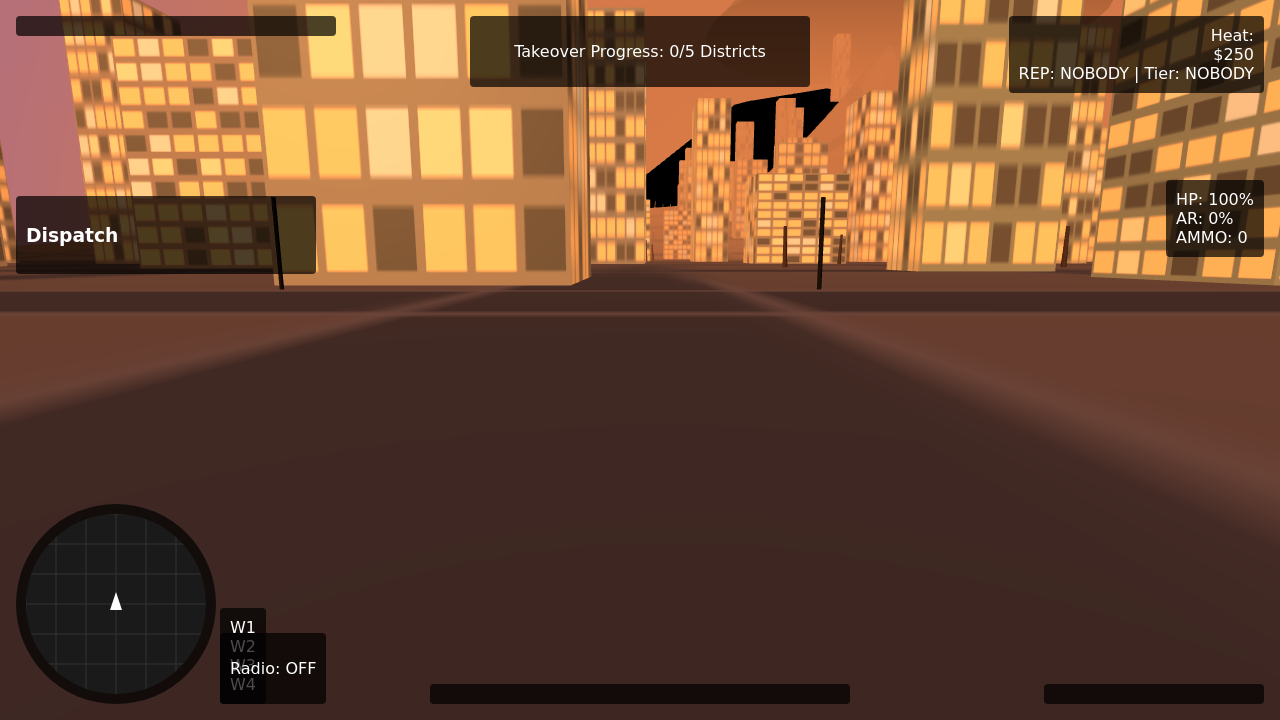 Takeover Progress: 0/5 Districts
Heat:
$250
REP: NOBODY | Tier: NOBODY
Dispatch
HP: 100%
AR: 0%
AMMO: 0
W1
W2
W3
Radio: OFF
W4